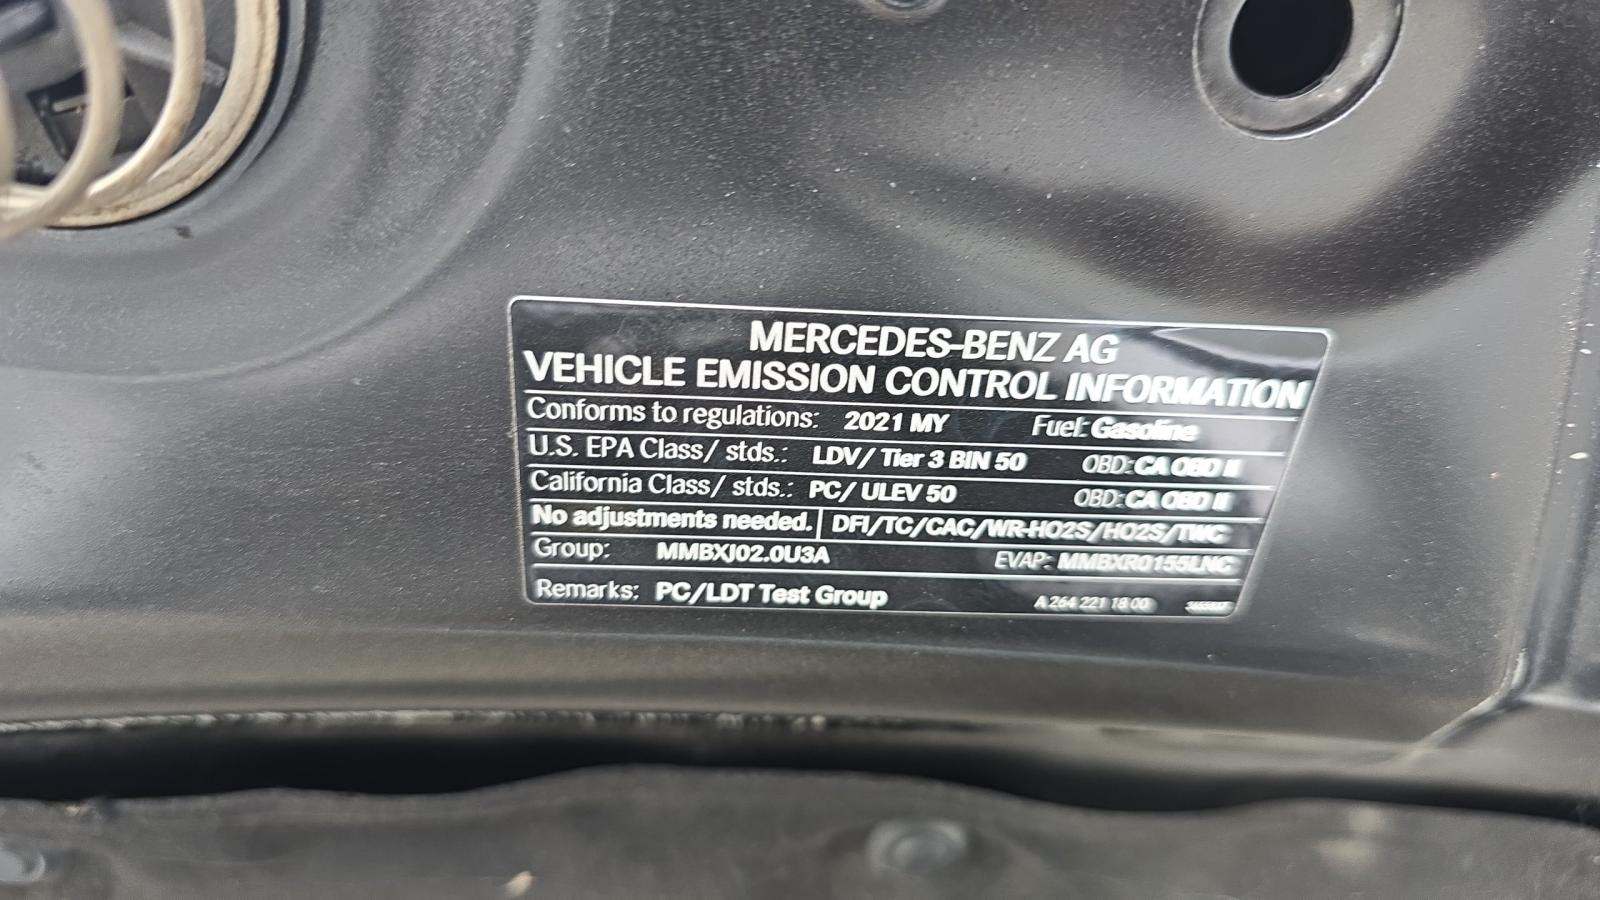 MERCEDES-BENZ AG
VEHICLE EMISSION CONTROL INFORMATION
Conforms to regulations: 2021 MY Fuel: Gasoline
U.S. EPA Class/ stds.: LDV/ Tier 3 BIN 50 OBD: CA OBD II
California Class/ stds.: PC/ ULEV 50 OBD: CA OBD II
No adjustments needed. DFI/TC/CAC/WR-HO2S/HO2S/TWC
Group: MMBXJ02.0U3A EVAP: MMBXR0155LNC
Remarks: PC/LDT Test Group A 264 221 18 00